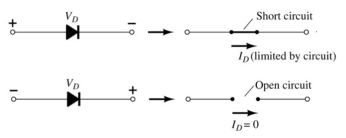 + V_D −
Short circuit
I_D (limited by circuit)
− V_D +
Open circuit
I_D = 0